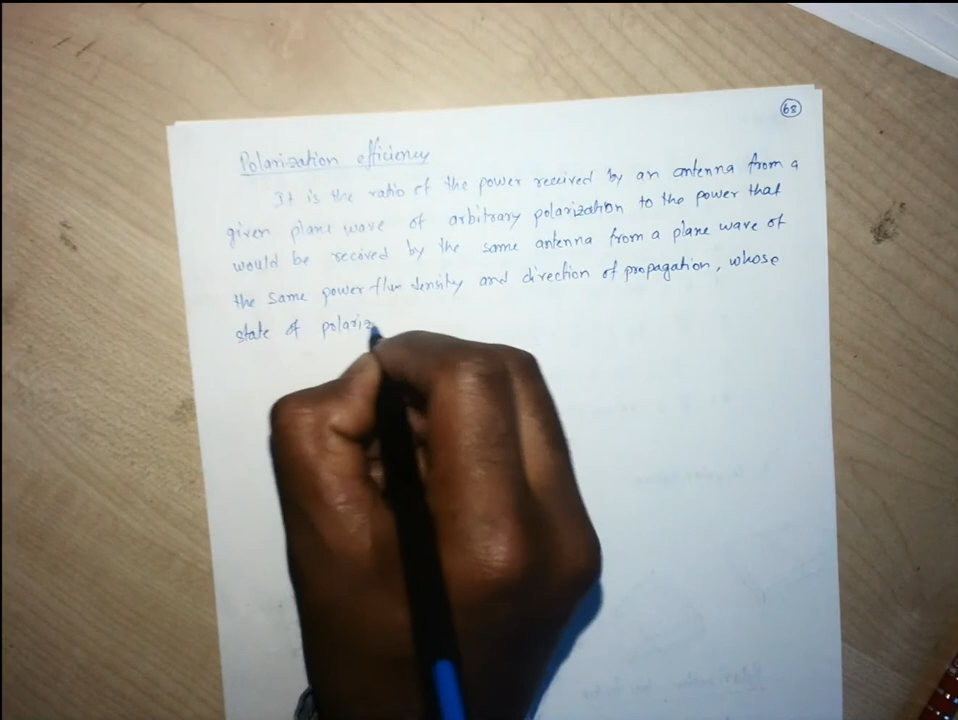 68
Polarization efficiency
It is the ratio of the power received by an antenna from a
given plane wave of arbitrary polarization to the power that
would be recived by the same antenna from a plane wave of
the same power flux density and direction of propagation, whose
state of polariz